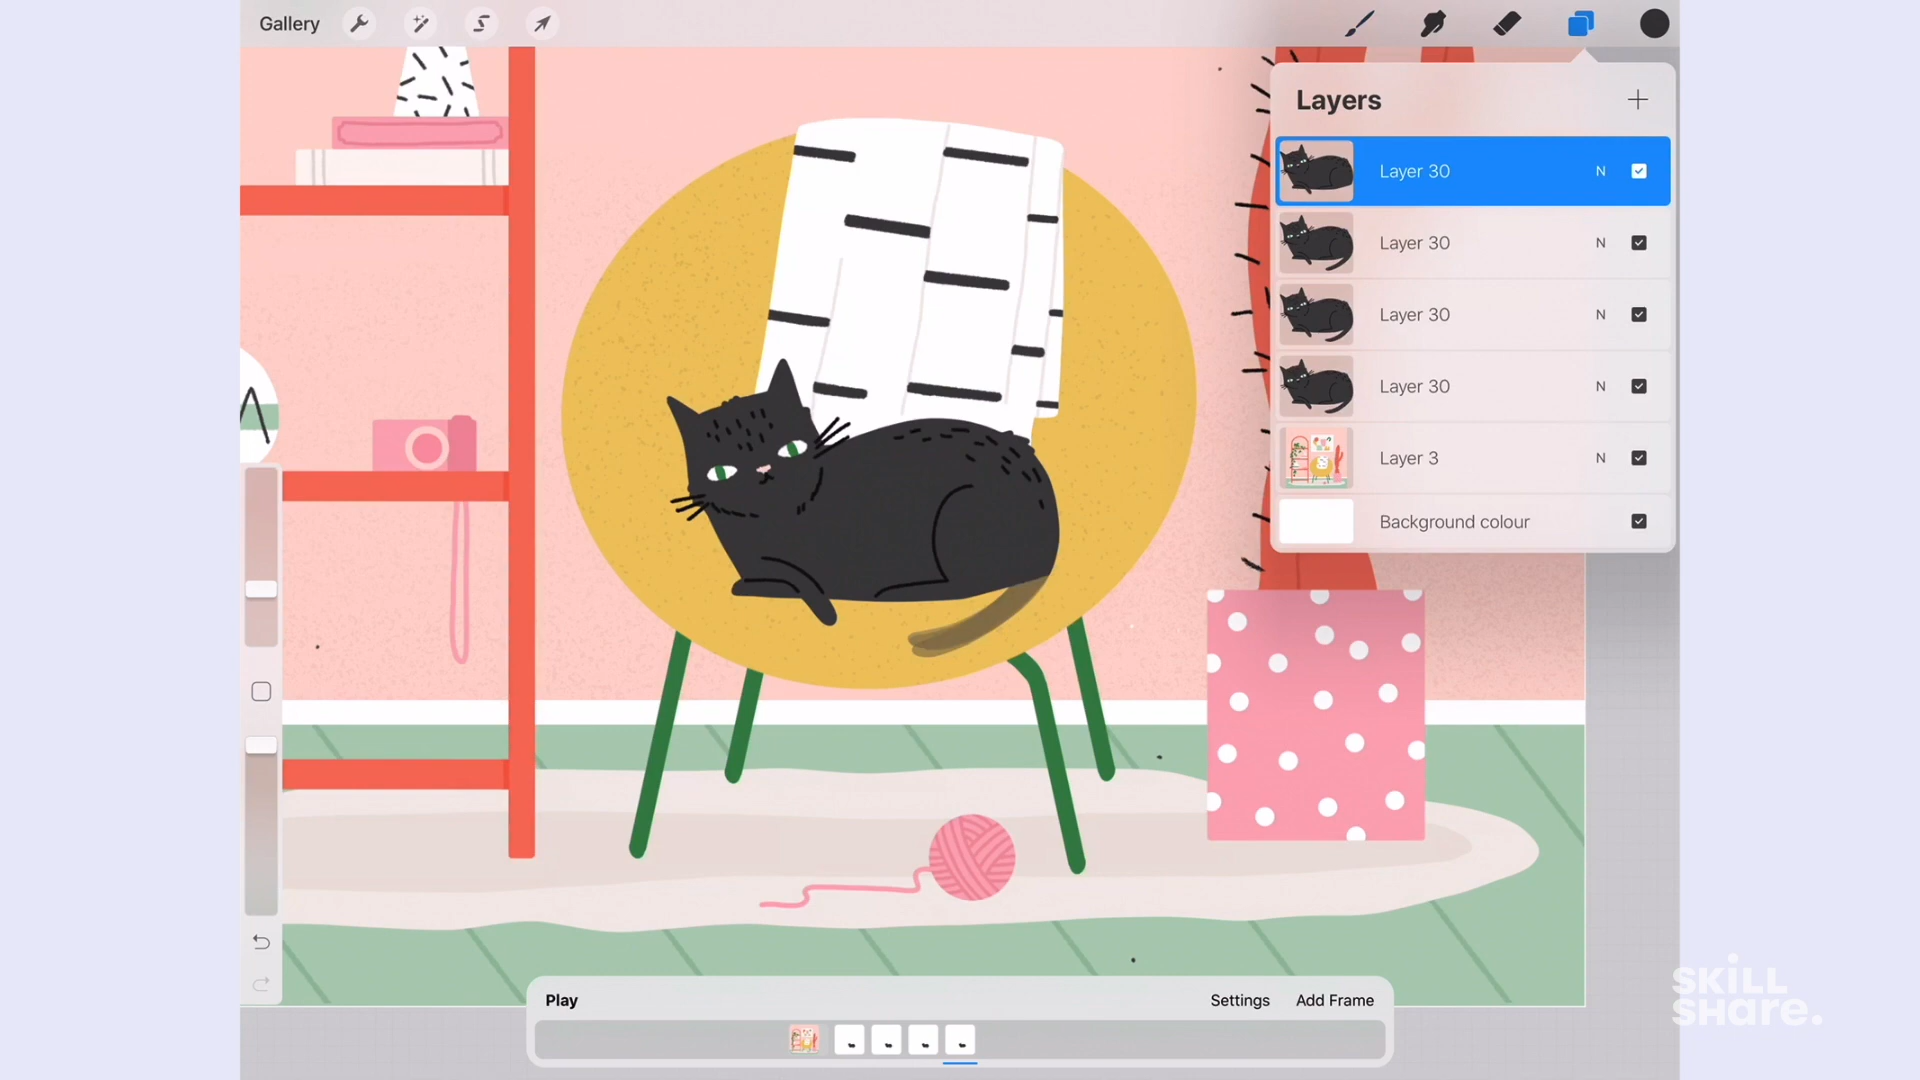 Gallery
Layers
Layer 30 N
Layer 30 N
Layer 30 N
Layer 30 N
Layer 3 N
Background colour
Play
Settings
Add Frame
SKILL
SHare.